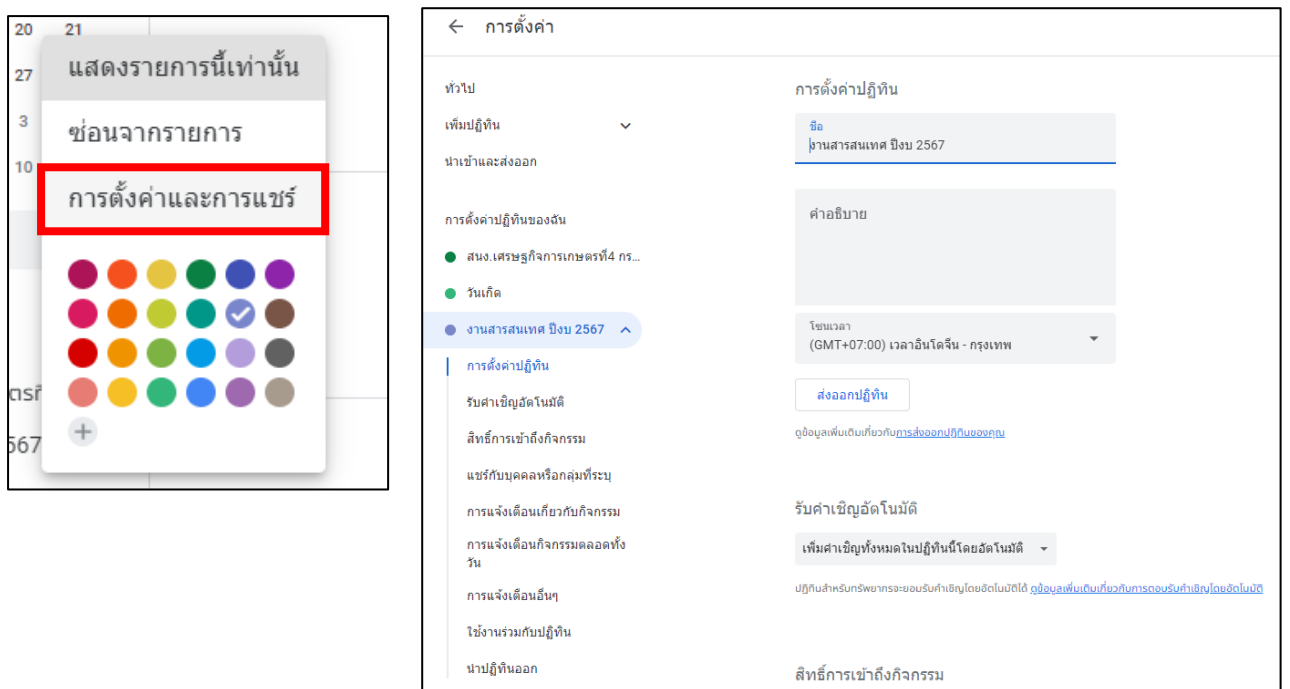 20 21
27
3
10
แสดงรายการนี้เท่านั้น
ซ่อนจากรายการ
การตั้งค่าและการแชร์
567
การตั้งค่า
ทั่วไป
เพิ่มปฏิทิน
นำเข้าและส่งออก
การตั้งค่าปฏิทินของฉัน
สนง.เศรษฐกิจการเกษตรที่4 กร...
วันเกิด
งานสารสนเทศ ปีงบ 2567
การตั้งค่าปฏิทิน
รับคำเชิญอัตโนมัติ
สิทธิ์การเข้าถึงกิจกรรม
แชร์กับบุคคลหรือกลุ่มที่ระบุ
การแจ้งเตือนเกี่ยวกับกิจกรรม
การแจ้งเตือนกิจกรรมตลอดทั้ง
วัน
การแจ้งเตือนอื่นๆ
ใช้งานร่วมกับปฏิทิน
นำปฏิทินออก
การตั้งค่าปฏิทิน
ชื่อ
งานสารสนเทศ ปีงบ 2567
คำอธิบาย
โซนเวลา
(GMT+07:00) เวลาอินโดจีน - กรุงเทพ
ส่งออกปฏิทิน
ดูข้อมูลเพิ่มเติมเกี่ยวกับการส่งออกปฏิทินของคุณ
รับคำเชิญอัตโนมัติ
เพิ่มคำเชิญทั้งหมดในปฏิทินนี้โดยอัตโนมัติ
ปฏิทินสำหรับทรัพยากรจะยอมรับคำเชิญโดยอัตโนมัติได้ ดูข้อมูลเพิ่มเติมเกี่ยวกับการตอบรับคำเชิญโดยอัตโนมัติ
สิทธิ์การเข้าถึงกิจกรรม